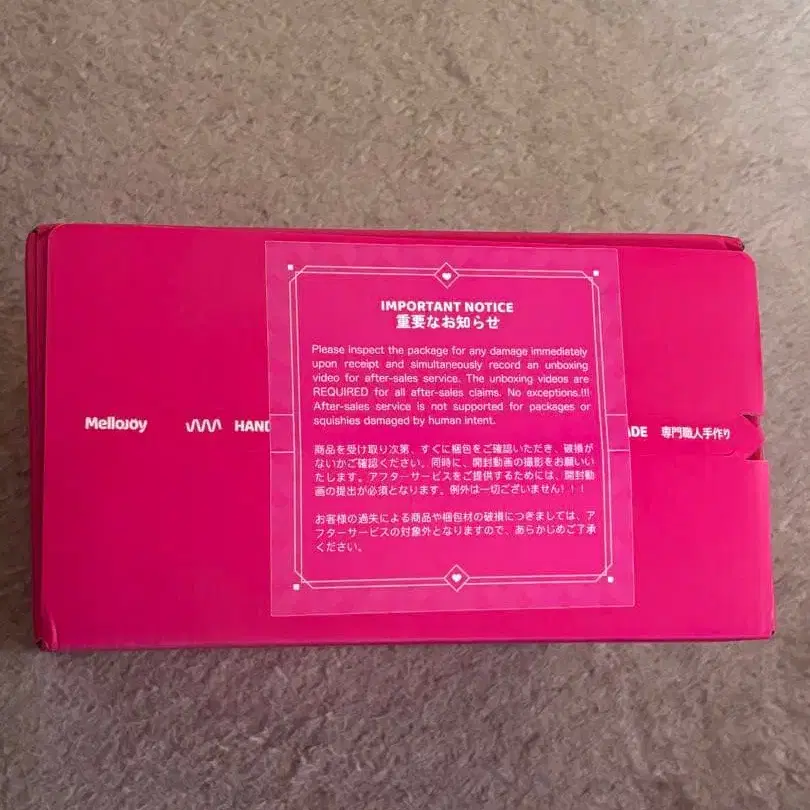 IMPORTANT NOTICE
重要なお知らせ
Please inspect the package for any damage immediately
upon receipt and simultaneously record an unboxing
video for after-sales service. The unboxing videos are
REQUIRED for all after-sales claims. No exceptions.!!!
After-sales service is not supported for packages or
squishies damaged by human intent.
商品を受け取り次第、すぐに梱包をご確認いただき、破損が
ないかご確認ください。同時に、開封動画の撮影をお願いい
たします。アフターサービスをご提供するためには、開封動
画の提出が必須となります。例外は一切ございません！！！
お客様の過失による商品や梱包材の破損につきましては、ア
フターサービスの対象外となりますので、あらかじめご了承
ください。
MelloJoy HAND ADE 専門職人手作り